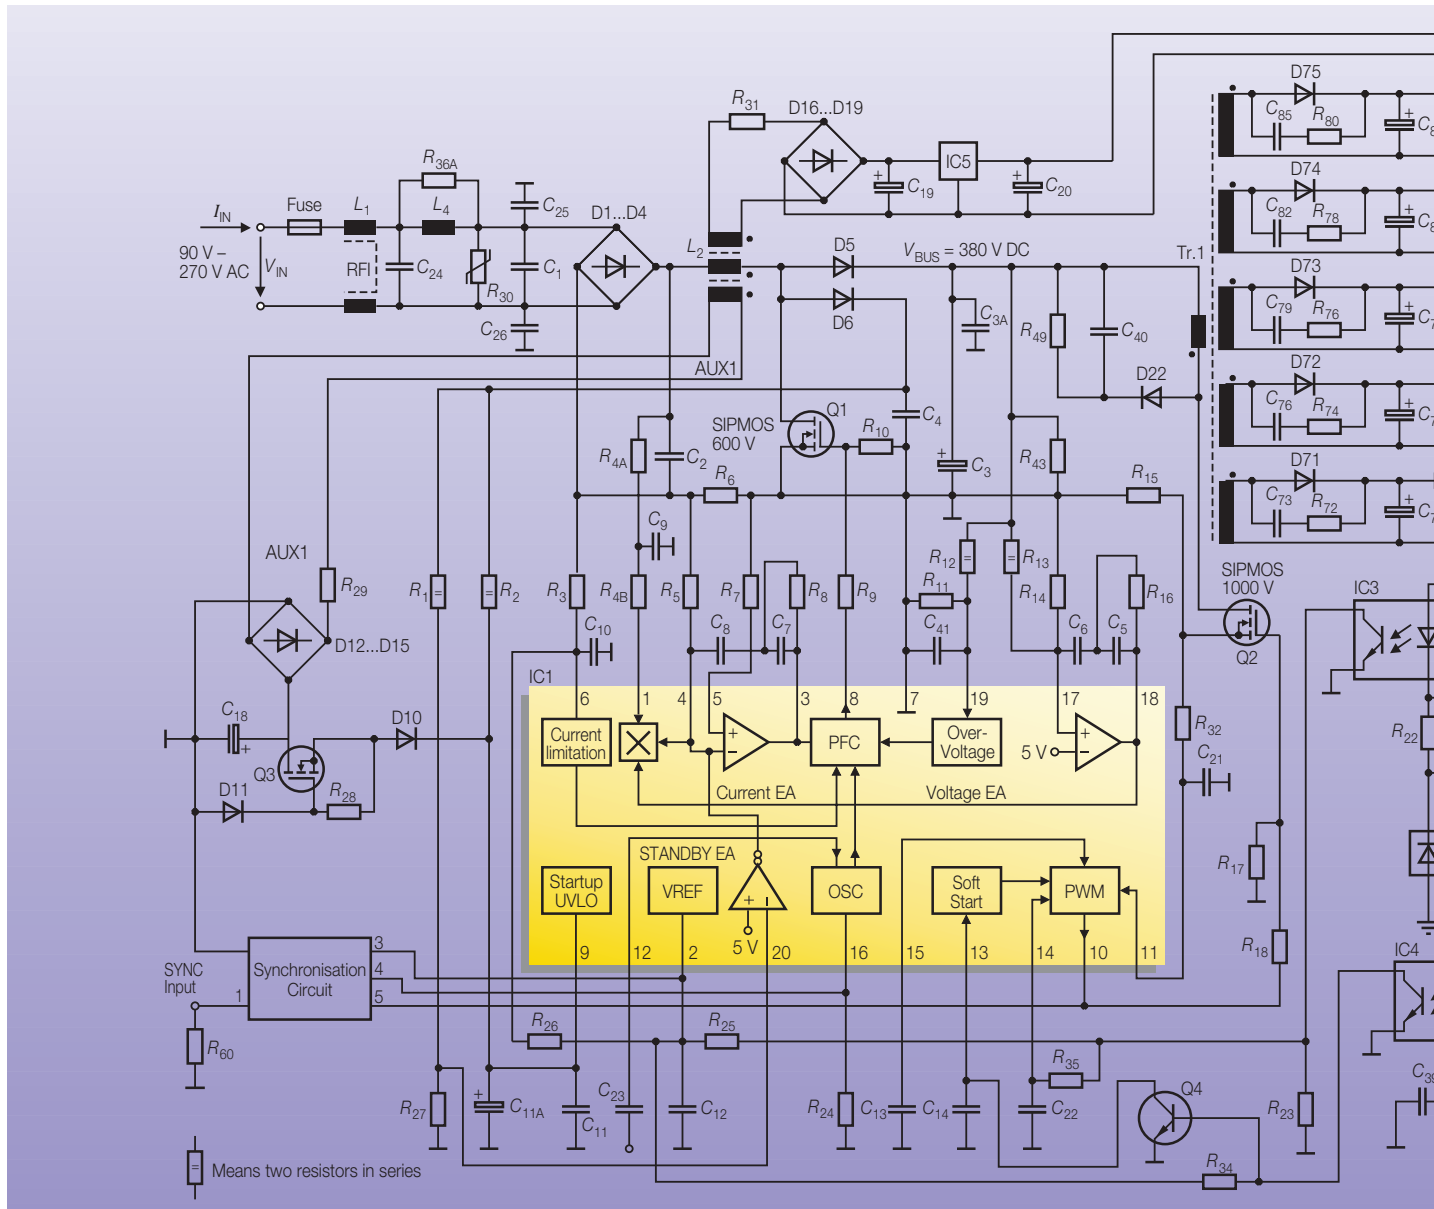 D75
R31
D16...D19
C85
R80
C8
R36A
IC5
D74
IIN
Fuse
L1
L4
C25
D1...D4
C19
C20
C82
R78
C8
90 V –
270 V AC
VIN
RFI
C24
R30
C1
L2
D5
VBUS = 380 V DC
Tr.1
D73
C26
D6
C3A
R49
C40
C79
R76
C7
AUX1
D22
D72
SIPMOS
600 V
Q1
C4
C76
R74
C7
R4A
C2
R10
C3
R43
R6
R15
D71
C73
R72
C7
C9
AUX1
R29
R1
R2
R3
R4B
R5
R7
R8
R9
R12
R13
R11
R14
R16
SIPMOS
1000 V
IC3
D12...D15
C10
C8
C7
C41
C6
C5
Q2
IC1
6
1
4
5
3
8
7
19
17
18
C18
D10
Current
limitation
+
–
PFC
Over-
Voltage
5 V
+
–
R32
R22
Q3
C21
D11
R28
Current EA
Voltage EA
STANDBY EA
R17
Startup
UVLO
VREF
+
–
OSC
Soft
Start
PWM
5 V
9
12
2
20
16
15
13
14
10
11
R18
IC4
SYNC
Input
1
Synchronisation
Circuit
3
4
5
R60
R26
R25
R35
R27
C11A
C11
C23
C12
R24
C13
C14
C22
Q4
R23
C39
= Means two resistors in series
R34